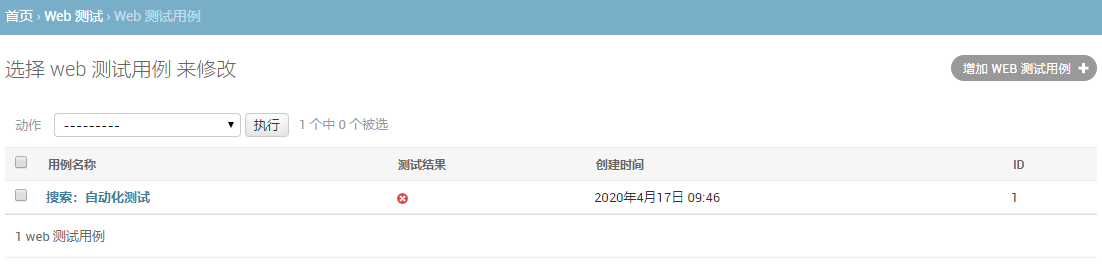 首页 › Web 测试 › Web 测试用例
选择 web 测试用例 来修改
增加 WEB 测试用例
动作 --------- 执行 1 个中 0 个被选
用例名称 测试结果 创建时间 ID
搜索：自动化测试 2020年4月17日 09:46 1
1 web 测试用例